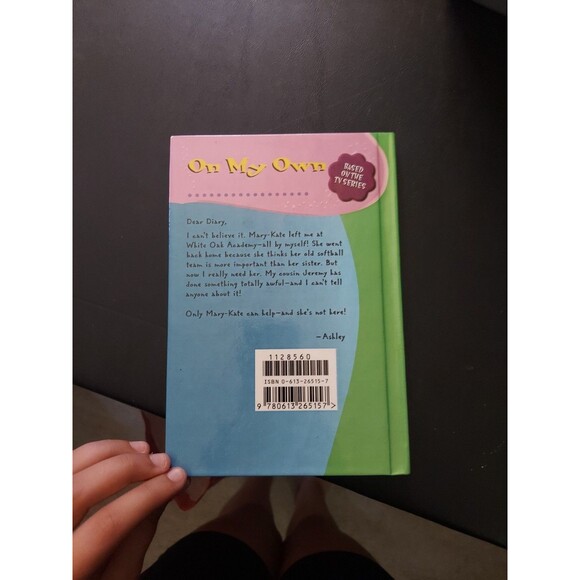 On My Own
BASED
ON THE
TV SERIES
Dear Diary,
I can't believe it. Mary-Kate left me at
White Oak Academy—all by myself! She went
back home because she thinks her old softball
team is more important than her sister. But
now I really need her. My cousin Jeremy has
done something totally awful—and I can't tell
anyone about it!
Only Mary-Kate can help—and she's not here!
—Ashley
1128560
ISBN 0-613-26515-7
9 780613 265157>